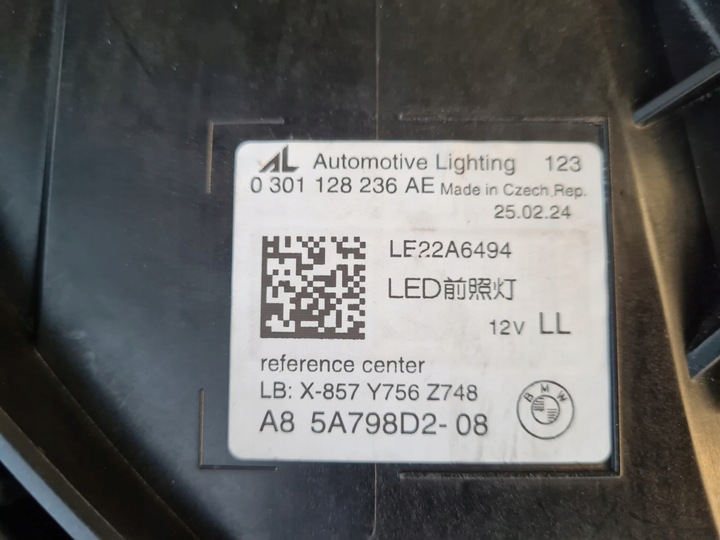 AL Automotive Lighting 123
0 301 128 236 AE Made in Czech Rep.
25.02.24
LE22A6494
LED前照灯
12V LL
reference center
LB: X-857 Y756 Z748
BMW
A8 5A798D2-08